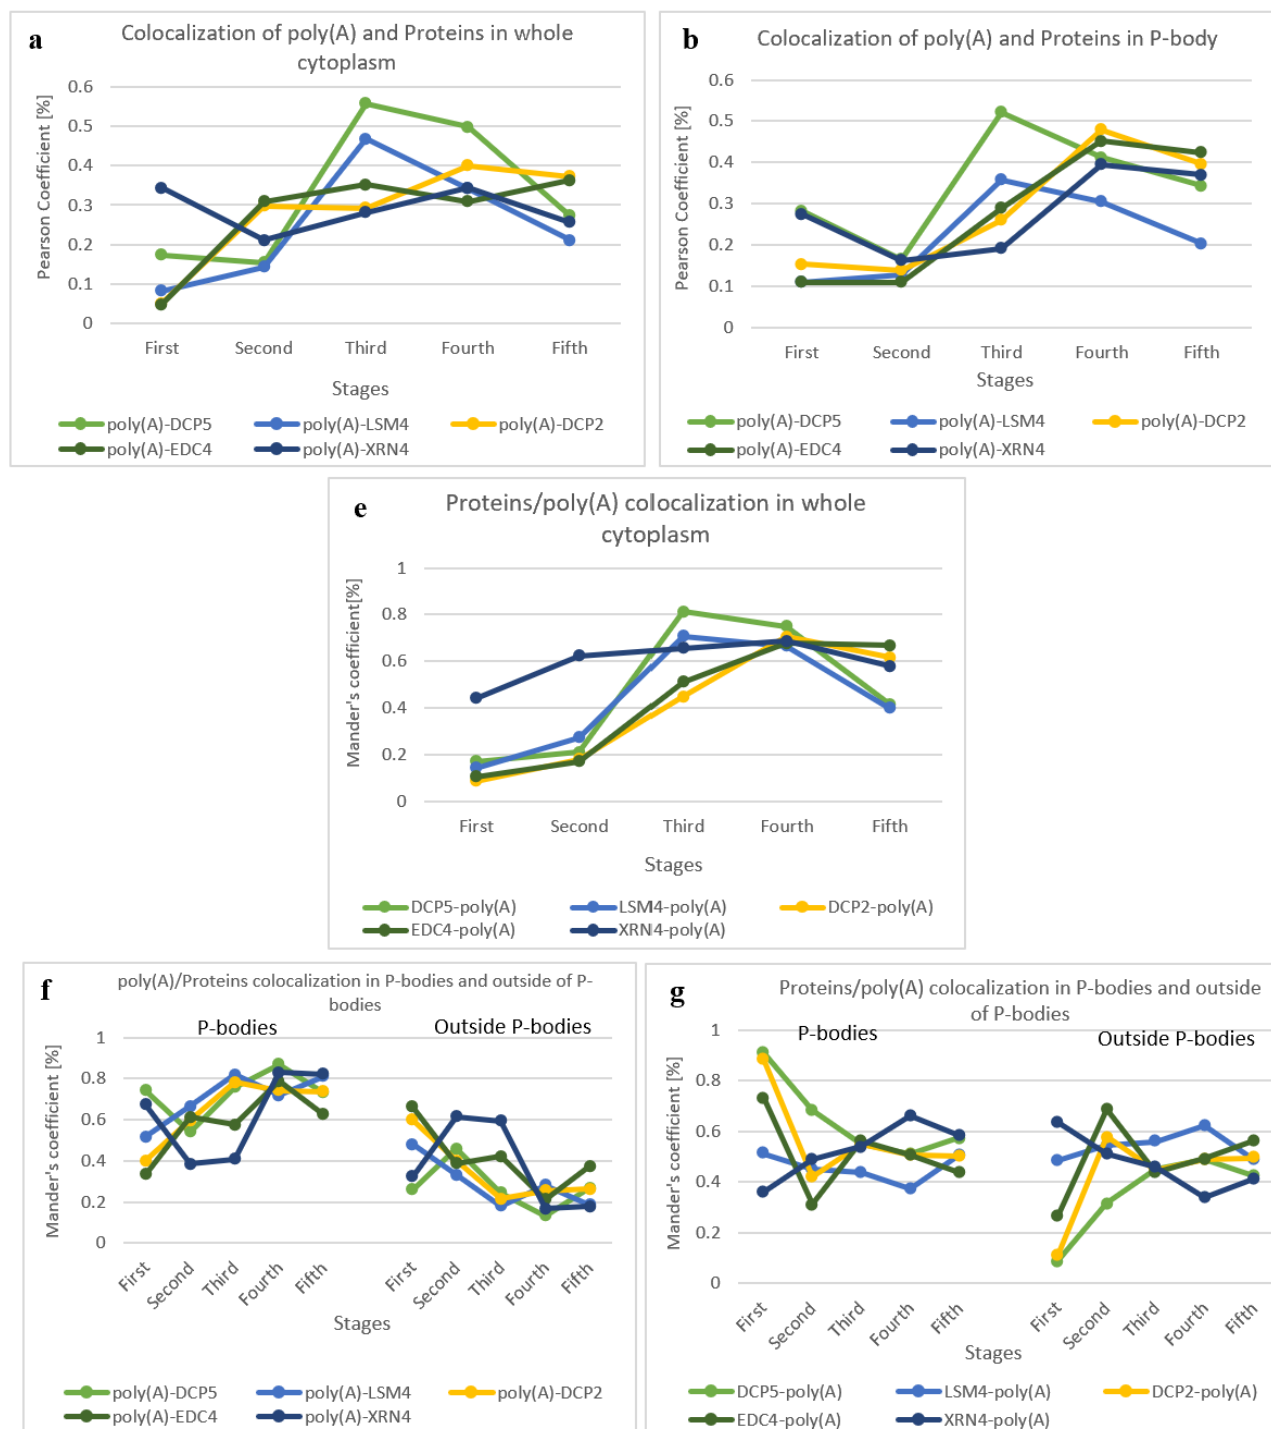 a
Colocalization of poly(A) and Proteins in whole
cytoplasm
Pearson Coefficient [%]
0.6
0.5
0.4
0.3
0.2
0.1
0
First Second Third Fourth Fifth
Stages
poly(A)-DCP5 poly(A)-LSM4 poly(A)-DCP2
poly(A)-EDC4 poly(A)-XRN4
b
Colocalization of poly(A) and Proteins in P-body
Pearson Coefficient [%]
0.6
0.5
0.4
0.3
0.2
0.1
0
First Second Third Fourth Fifth
Stages
poly(A)-DCP5 poly(A)-LSM4 poly(A)-DCP2
poly(A)-EDC4 poly(A)-XRN4
e
Proteins/poly(A) colocalization in whole
cytoplasm
Mander's coefficient[%]
1
0.8
0.6
0.4
0.2
0
First Second Third Fourth Fifth
Stages
DCP5-poly(A) LSM4-poly(A) DCP2-poly(A)
EDC4-poly(A) XRN4-poly(A)
f
poly(A)/Proteins colocalization in P-bodies and outside of P-
bodies
P-bodies Outside P-bodies
Mander's coefficient [%]
1
0.8
0.6
0.4
0.2
0
First Second Third Fourth Fifth First Second Third Fourth Fifth
Stages
poly(A)-DCP5 poly(A)-LSM4 poly(A)-DCP2
poly(A)-EDC4 poly(A)-XRN4
g
Proteins/poly(A) colocalization in P-bodies and outside
of P-bodies
P-bodies Outside P-bodies
Mander's coefficient [%]
1
0.8
0.6
0.4
0.2
0
First Second Third Fourth Fifth First Second Third Fourth Fifth
Stages
DCP5-poly(A) LSM4-poly(A) DCP2-poly(A)
EDC4-poly(A) XRN4-poly(A)